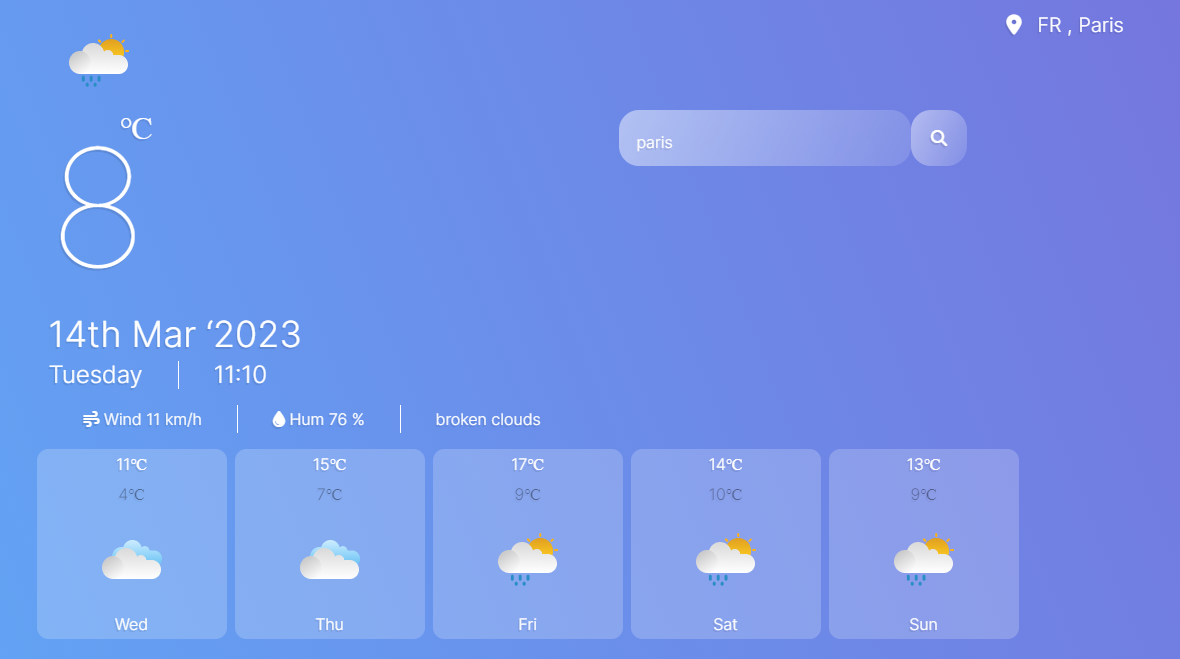 FR , Paris
℃
8
paris
14th Mar ‘2023
Tuesday 11:10
Wind 11 km/h Hum 76 % broken clouds
11℃ 15℃ 17℃ 14℃ 13℃
4℃ 7℃ 9℃ 10℃ 9℃
Wed Thu Fri Sat Sun